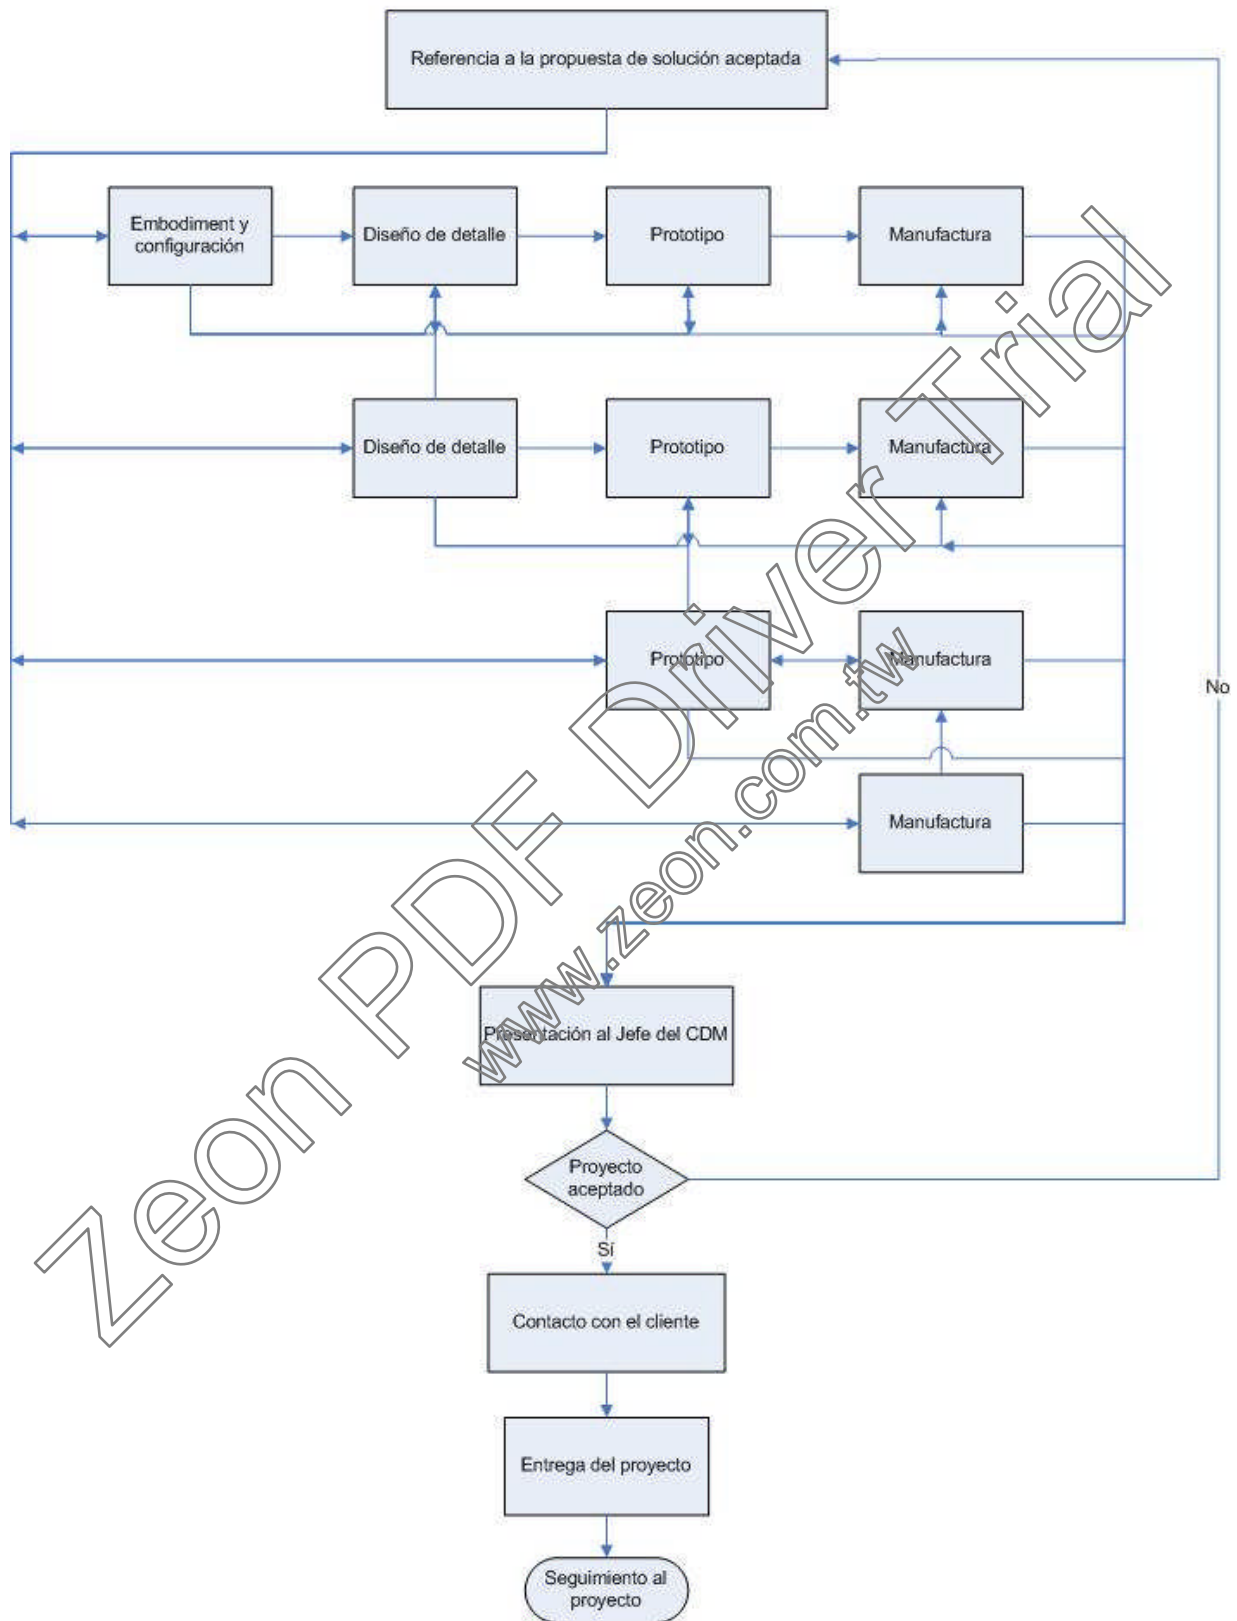 Referencia a la propuesta de solución aceptada
Embodiment y
configuración
Diseño de detalle
Prototipo
Manufactura
Diseño de detalle
Prototipo
Manufactura
Prototipo
Manufactura
No
Manufactura
Presentación al Jefe del CDM
Proyecto
aceptado
Sí
Contacto con el cliente
Entrega del proyecto
Seguimiento al
proyecto
Zeon PDF Driver Trial
www.zeon.com.tw